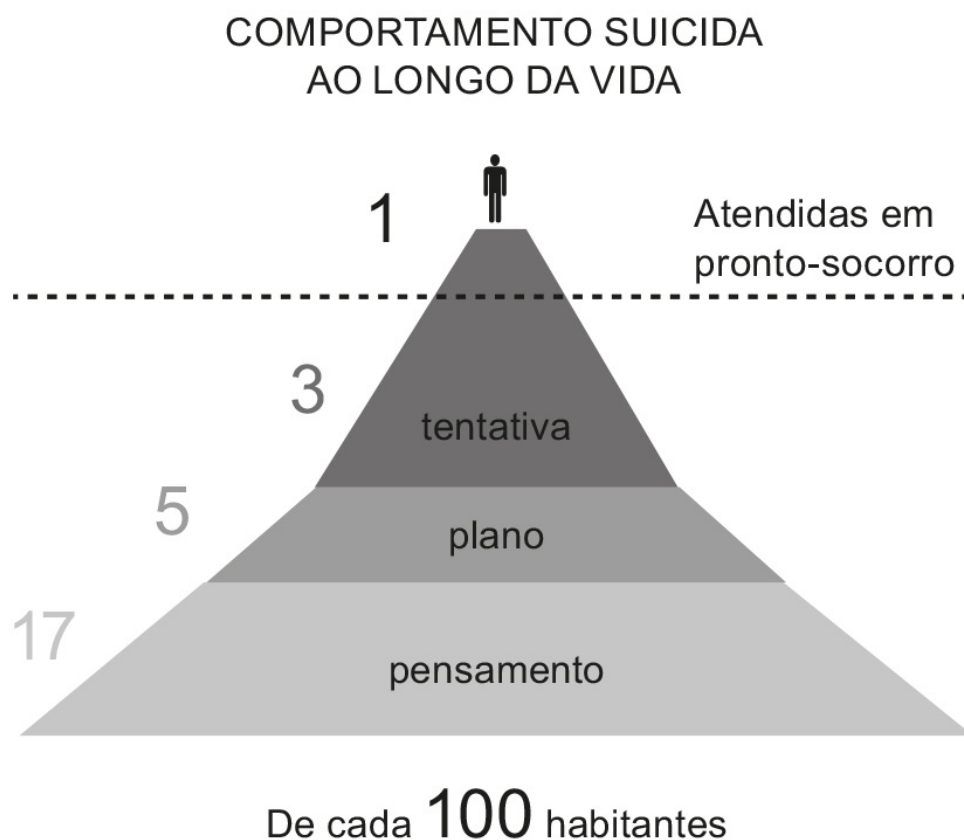 COMPORTAMENTO SUICIDA
AO LONGO DA VIDA
1
Atendidas em
pronto-socorro
3
tentativa
5
plano
17
pensamento
De cada 100 habitantes